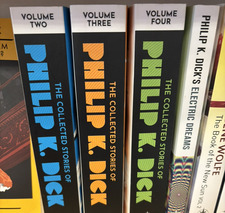 VOLUME
TWO
THE COLLECTED STORIES OF
PHILIP K. DICK
VOLUME
THREE
THE COLLECTED STORIES OF
PHILIP K. DICK
VOLUME
FOUR
THE COLLECTED STORIES OF
PHILIP K. DICK
PHILIP K. DICK'S ELECTRIC DREAMS
WOLFE
The Book of the
New Sun